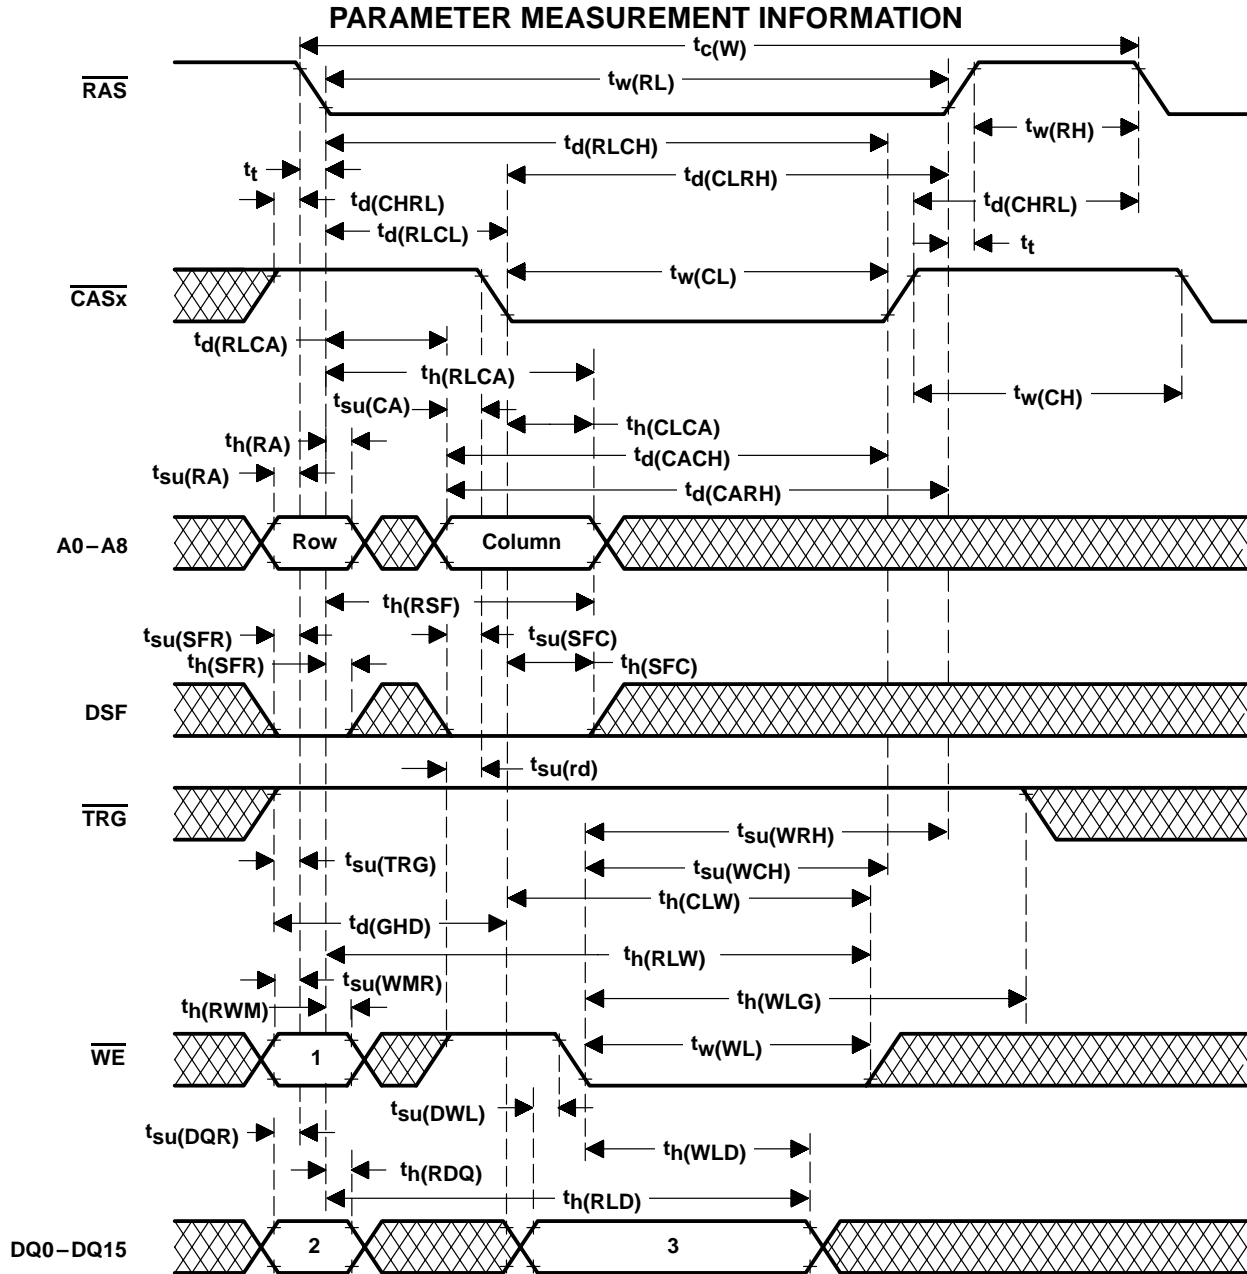 PARAMETER MEASUREMENT INFORMATION
tc(W)
RAS
tw(RL)
tw(RH)
td(RLCH)
tt
td(CLRH)
td(CHRL)
td(CHRL)
td(RLCL)
tt
CASx
tw(CL)
td(RLCA)
th(RLCA)
tsu(CA)
tw(CH)
th(CLCA)
th(RA)
td(CACH)
tsu(RA)
td(CARH)
A0–A8
Row
Column
th(RSF)
tsu(SFR)
tsu(SFC)
th(SFR)
th(SFC)
DSF
tsu(rd)
TRG
tsu(WRH)
tsu(TRG)
tsu(WCH)
th(CLW)
td(GHD)
th(RLW)
tsu(WMR)
th(RWM)
th(WLG)
WE
1
tw(WL)
tsu(DWL)
tsu(DQR)
th(WLD)
th(RDQ)
th(RLD)
DQ0–DQ15
2
3